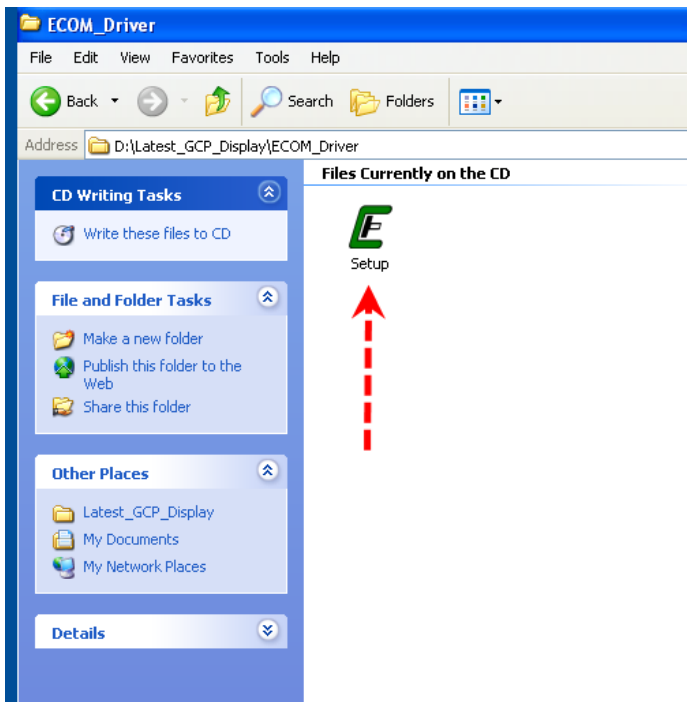 ECOM_Driver
File Edit View Favorites Tools Help
Back Search Folders
Address D:\Latest_GCP_Display\ECOM_Driver
Files Currently on the CD
CD Writing Tasks
Write these files to CD
Setup
File and Folder Tasks
Make a new folder
Publish this folder to the
Web
Share this folder
Other Places
Latest_GCP_Display
My Documents
My Network Places
Details